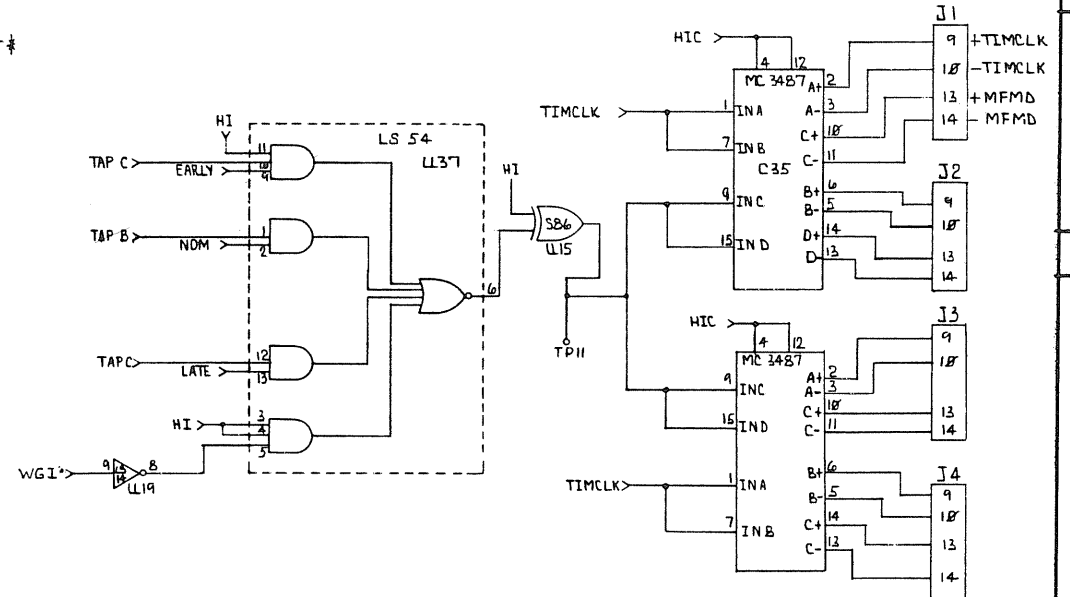 HI
TAP C
EARLY
11
10
9
LS 54
U37
TAP B
NOM
1
2
6
TAPC
LATE
12
13
HI
3
4
5
WGI*
9
15
14
8
U19
HI
S86
U15
TP11
HIC
4
12
MC 3487
TIMCLK
1 INA
7 INB
C35
9 INC
15 IND
A+ 2
A- 3
C+ 10
C- 11
B+ 6
B- 5
D+ 14
D 13
J1
9 +TIMCLK
10 -TIMCLK
13 +MFMD
14 - MFMD
J2
9
10
13
14
HIC
4
12
MC 3487
9 INC
15 IND
TIMCLK
1 INA
7 INB
A+ 2
A- 3
C+ 10
C- 11
B+ 6
B- 5
C+ 14
C- 13
J3
9
10
13
14
J4
9
10
13
14